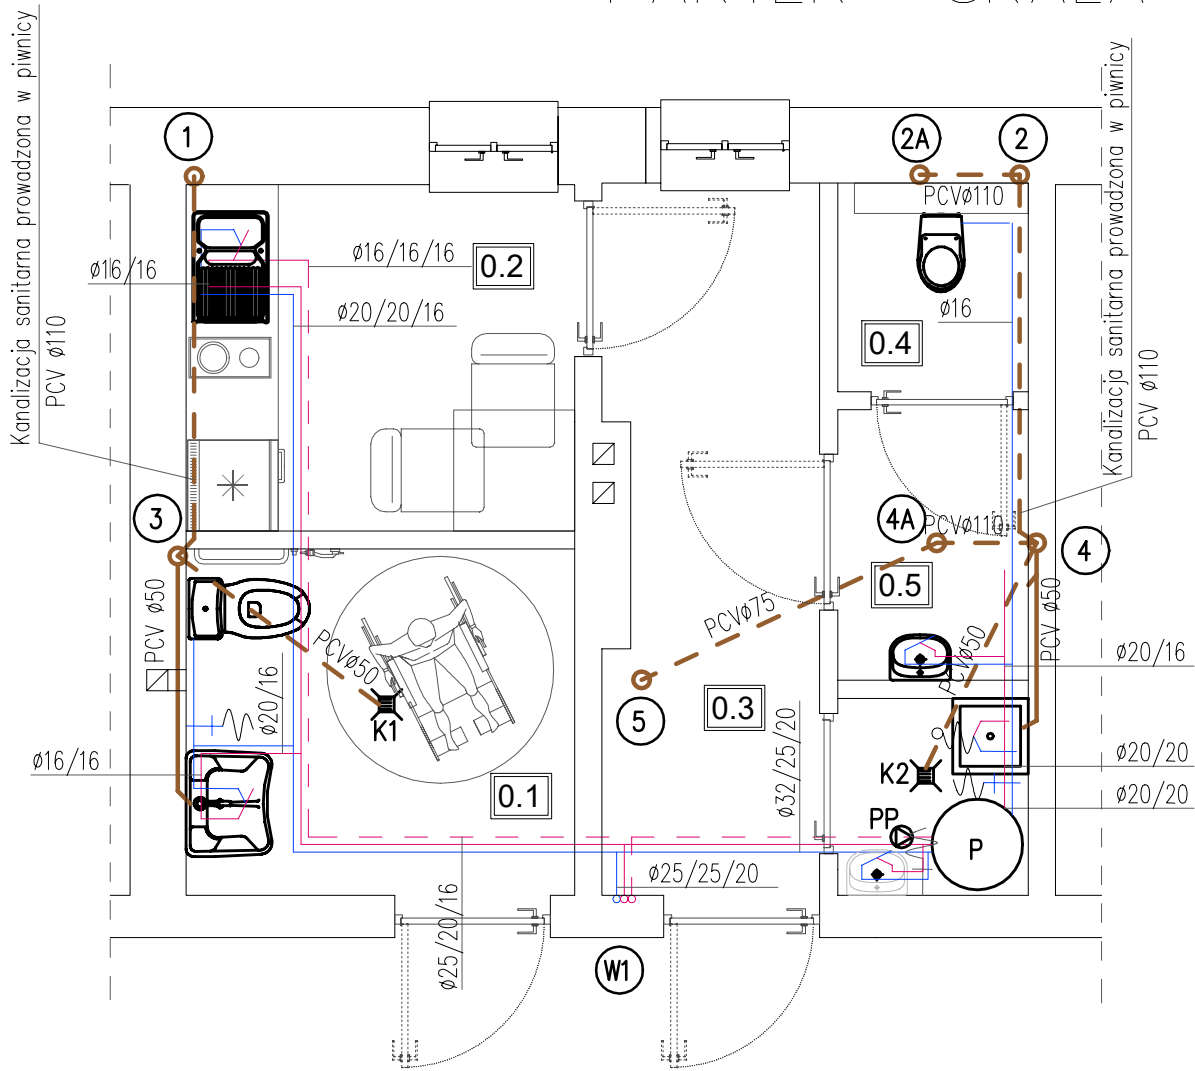 Kanalizacja sanitarna prowadzona w piwnicy
PCV ø110
Kanalizacja sanitarna prowadzona w piwnicy
PCV ø110
1
2A
2
PCVø110
ø16/16/16
0.2
ø16/16
ø20/20/16
ø16
0.4
3
4A
PCVø110
4
0.5
PCV ø50
PCVø50
PCVø75
PCVø50
PCV ø50
ø20/16
K1
5
0.3
ø20/16
ø16/16
0.1
ø32/25/20
K2
ø20/20
ø20/20
PP
P
ø25/25/20
ø25/20/16
W1